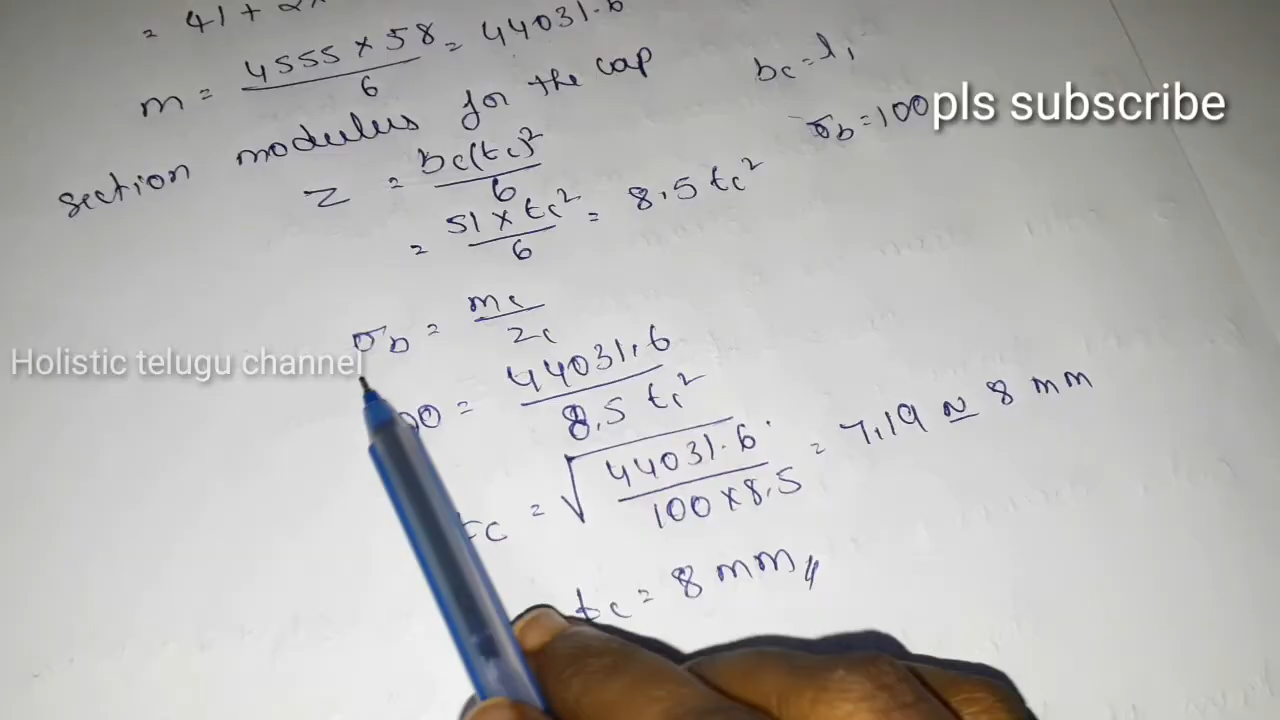 = 41 + 2x
m = 4555 × 58 / 6 = 44031.6
section modulus for the cap
bc = l1
σb = 100
pls subscribe
Z = bc(tc)² / 6
= 51 × tc² / 6 = 8.5 tc²
σb = mc / Zc
Holistic telugu channel
00 = 44031.6 / 8.5 tc²
tc = √(44031.6 / 100 × 8.5) = 7.19 ≈ 8 mm
tc = 8 mm